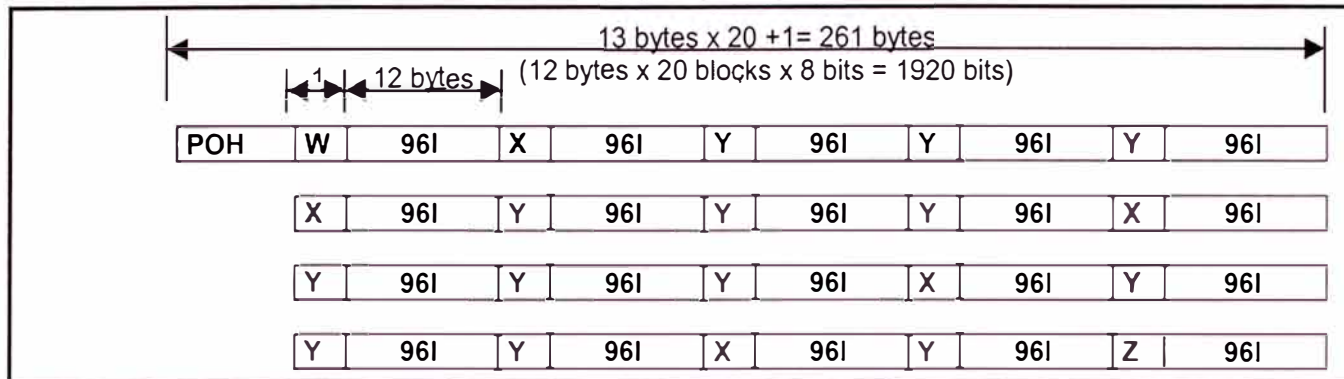 13 bytes x 20 +1= 261 bytes
1 12 bytes (12 bytes x 20 blocks x 8 bits = 1920 bits)
POH W 96I X 96I Y 96I Y 96I Y 96I
X 96I Y 96I Y 96I Y 96I X 96I
Y 96I Y 96I Y 96I X 96I Y 96I
Y 96I Y 96I X 96I Y 96I Z 96I